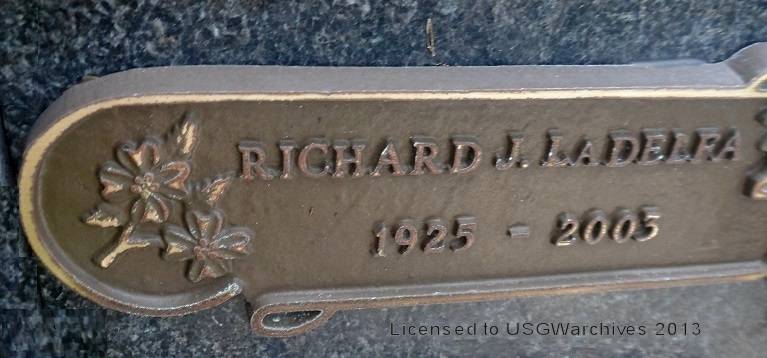 RICHARD J. LADELFA
1925 - 2005
Licensed to USGWarchives 2013